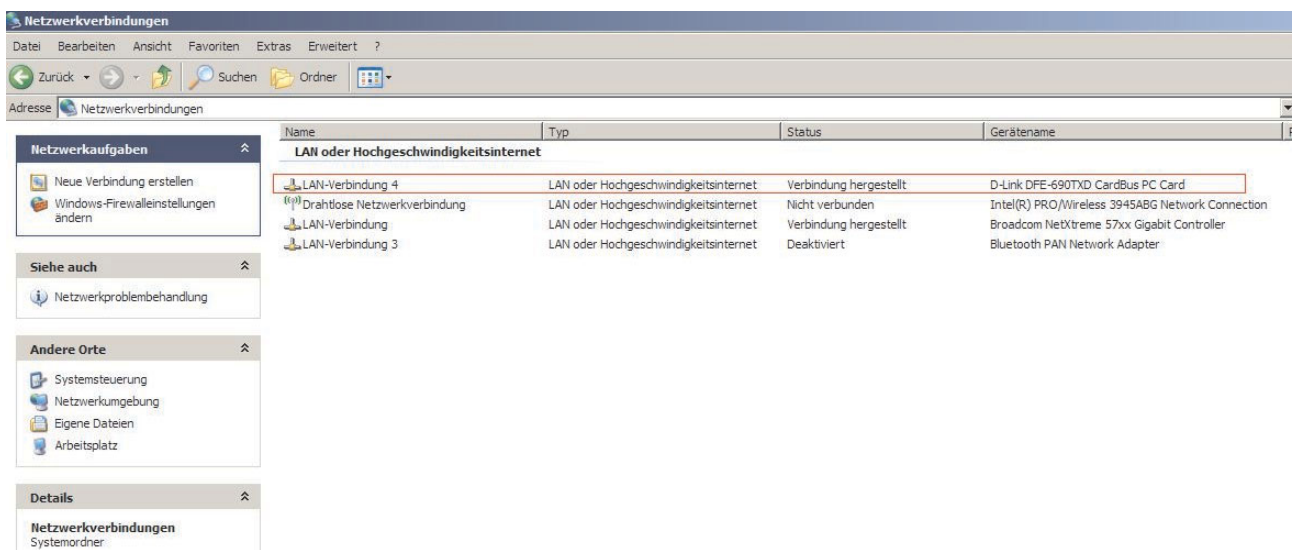 Netzwerkverbindungen
Datei Bearbeiten Ansicht Favoriten Extras Erweitert ?
Zurück Suchen Ordner
Adresse Netzwerkverbindungen
Netzwerkaufgaben
Neue Verbindung erstellen
Windows-Firewalleinstellungen
ändern
Siehe auch
Netzwerkproblembehandlung
Andere Orte
Systemsteuerung
Netzwerkumgebung
Eigene Dateien
Arbeitsplatz
Details
Netzwerkverbindungen
Systemordner
Name Typ Status Gerätename
LAN oder Hochgeschwindigkeitsinternet
LAN-Verbindung 4 LAN oder Hochgeschwindigkeitsinternet Verbindung hergestellt D-Link DFE-690TXD CardBus PC Card
Drahtlose Netzwerkverbindung LAN oder Hochgeschwindigkeitsinternet Nicht verbunden Intel(R) PRO/Wireless 3945ABG Network Connection
LAN-Verbindung LAN oder Hochgeschwindigkeitsinternet Verbindung hergestellt Broadcom NetXtreme 57xx Gigabit Controller
LAN-Verbindung 3 LAN oder Hochgeschwindigkeitsinternet Deaktiviert Bluetooth PAN Network Adapter